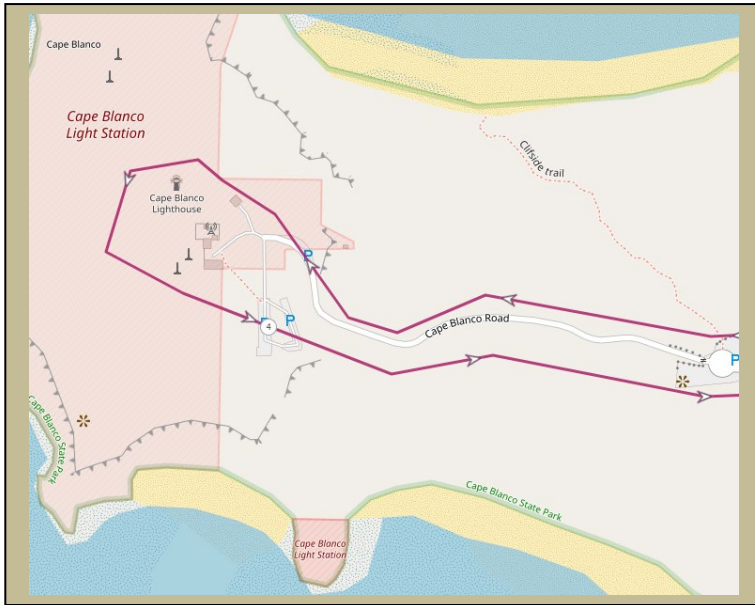 Cape Blanco
Cape Blanco
Light Station
Clifside trail
Cape Blanco
Lighthouse
P
4
P
Cape Blanco Road
P
Cape Blanco State Park
Cape Blanco State Park
Cape Blanco
Light Station